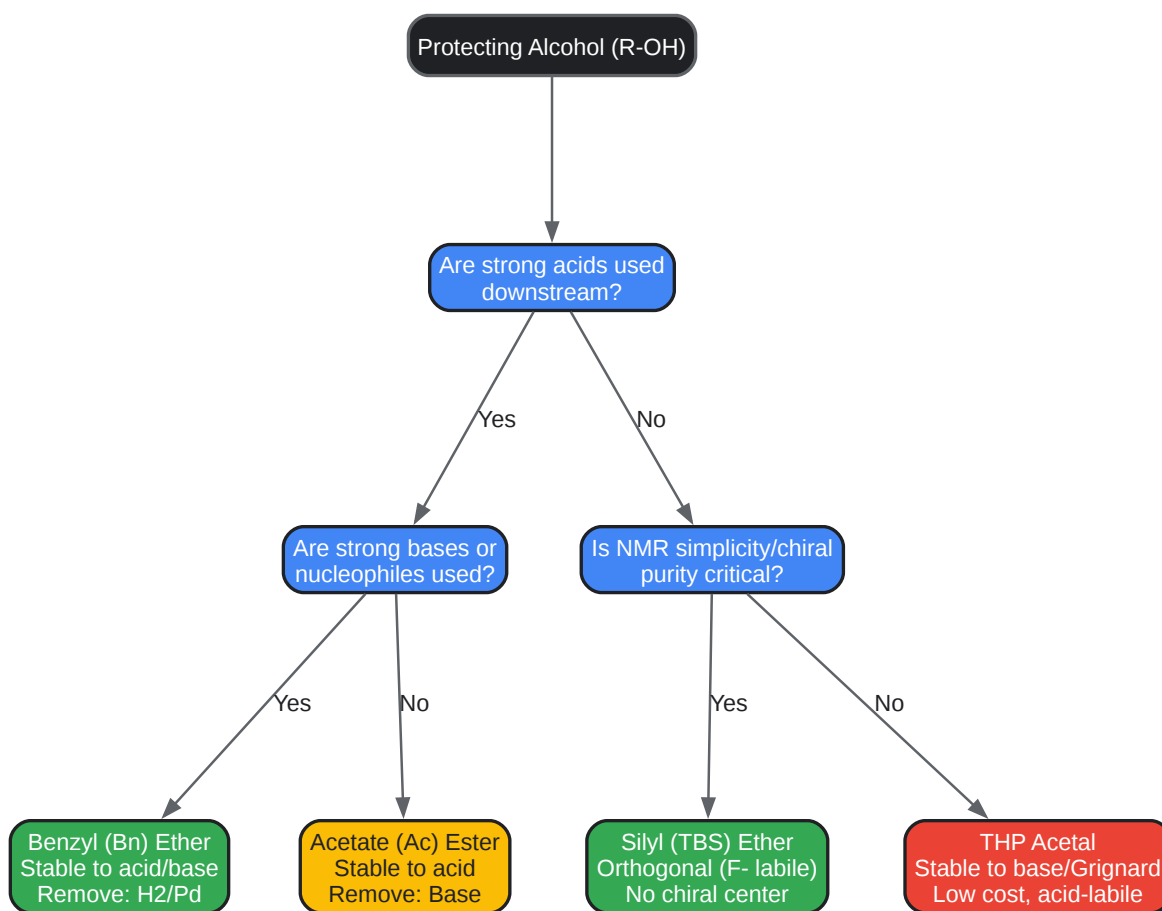 Protecting Alcohol (R-OH)
Are strong acids used
downstream?
Yes
No
Are strong bases or
nucleophiles used?
Is NMR simplicity/chiral
purity critical?
Yes
No
Yes
No
Benzyl (Bn) Ether
Stable to acid/base
Remove: H2/Pd
Acetate (Ac) Ester
Stable to acid
Remove: Base
Silyl (TBS) Ether
Orthogonal (F- labile)
No chiral center
THP Acetal
Stable to base/Grignard
Low cost, acid-labile